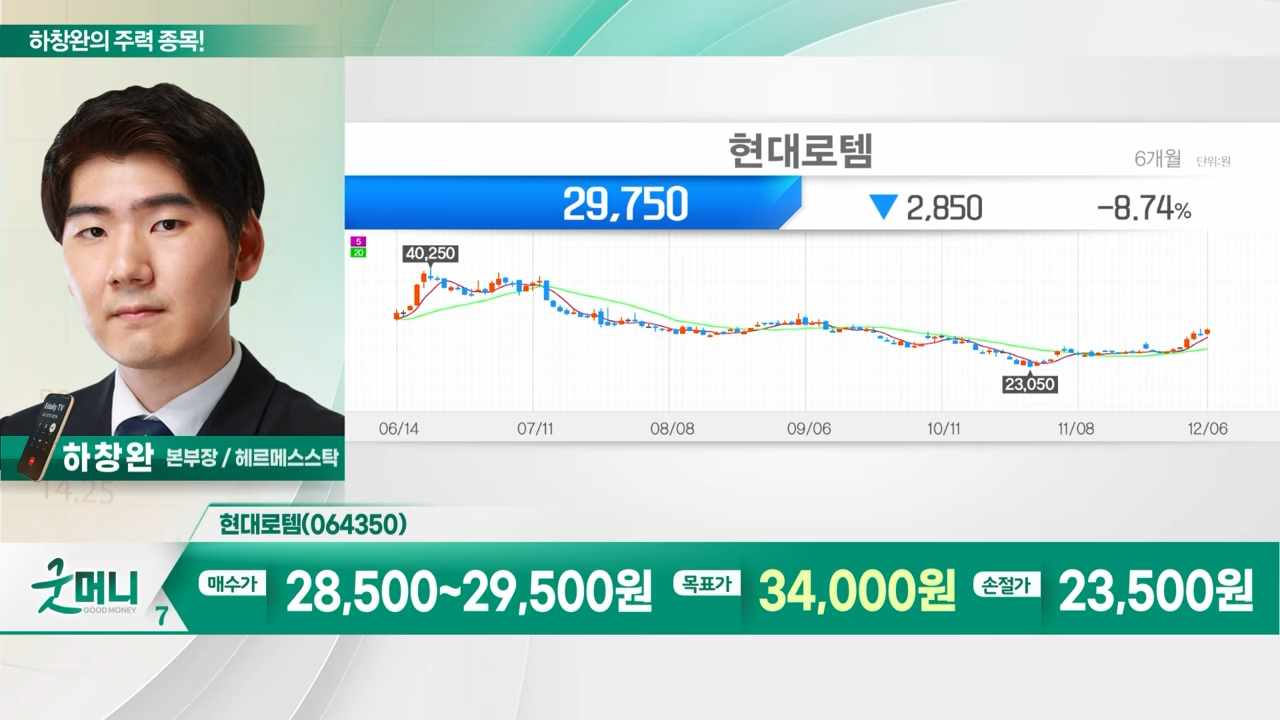 하창완의 주력 종목!
현대로템
6개월 단위:원
29,750 ▼2,850 -8.74%
5
20
40,250
23,050
06/14 07/11 08/08 09/06 10/11 11/08 12/06
Edaily TV
하창완 본부장 / 헤르메스스탁
14.25
현대로템(064350)
굿머니
GOOD MONEY
7
매수가 28,500~29,500원 목표가 34,000원 손절가 23,500원